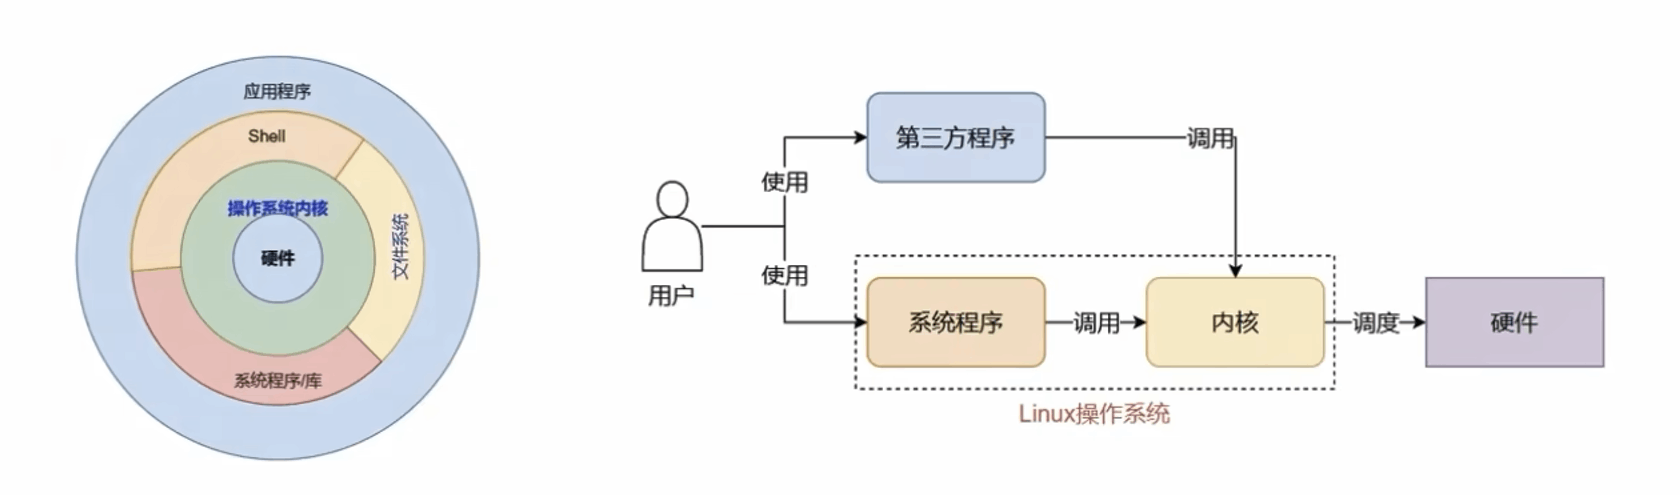 应用程序
Shell
操作系统内核
硬件
文件系统
系统程序/库
用户
使用
使用
第三方程序
调用
系统程序
调用
内核
调度
硬件
Linux操作系统